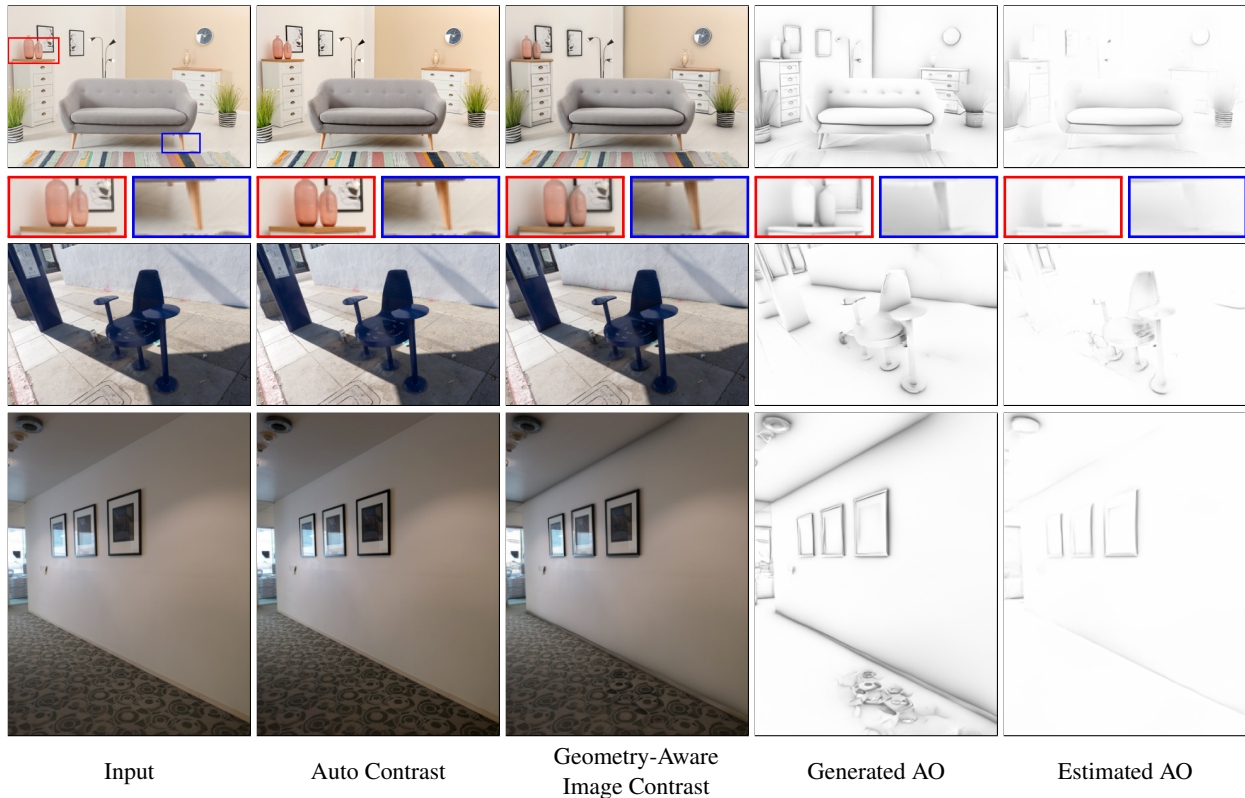 Input
Auto Contrast
Geometry-Aware
Image Contrast
Generated AO
Estimated AO